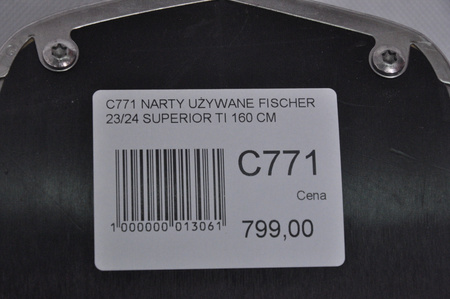 C771 NARTY UŻYWANE FISCHER
23/24 SUPERIOR TI 160 CM
C771
Cena
1 000000 013061
799,00